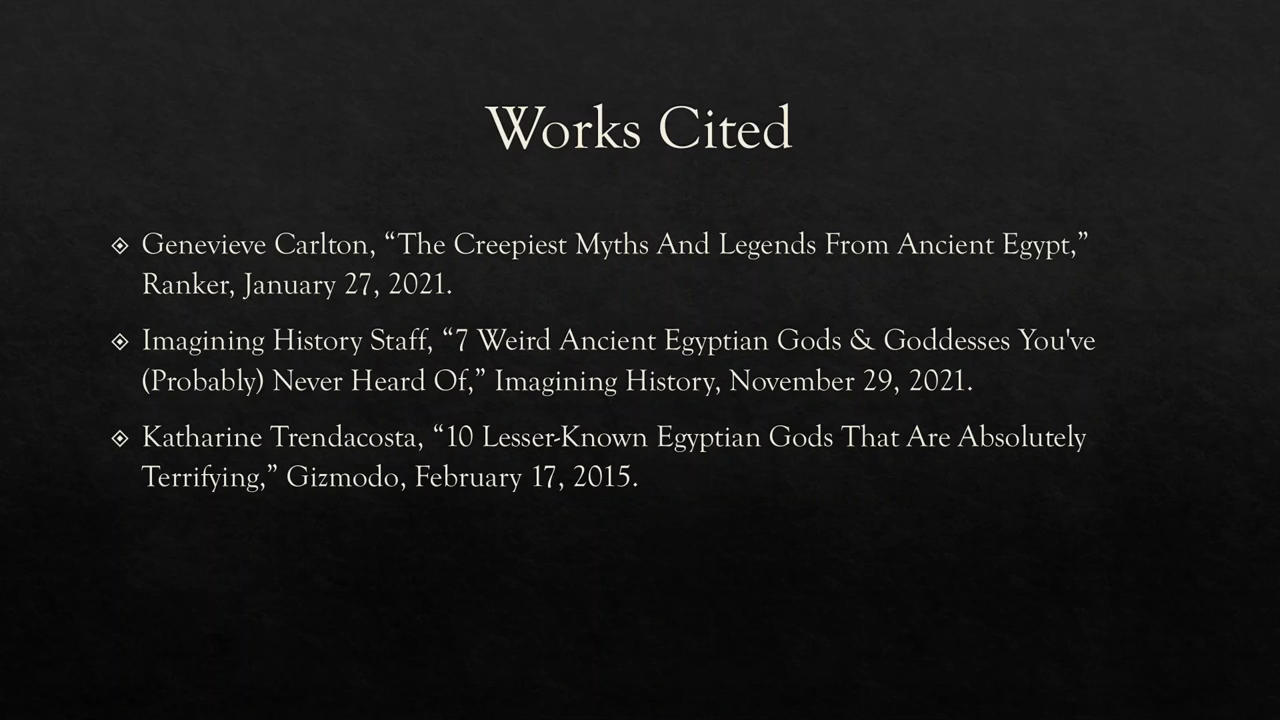 Works Cited
Genevieve Carlton, “The Creepiest Myths And Legends From Ancient Egypt,”
Ranker, January 27, 2021.
Imagining History Staff, “7 Weird Ancient Egyptian Gods & Goddesses You've
(Probably) Never Heard Of,” Imagining History, November 29, 2021.
Katharine Trendacosta, “10 Lesser-Known Egyptian Gods That Are Absolutely
Terrifying,” Gizmodo, February 17, 2015.